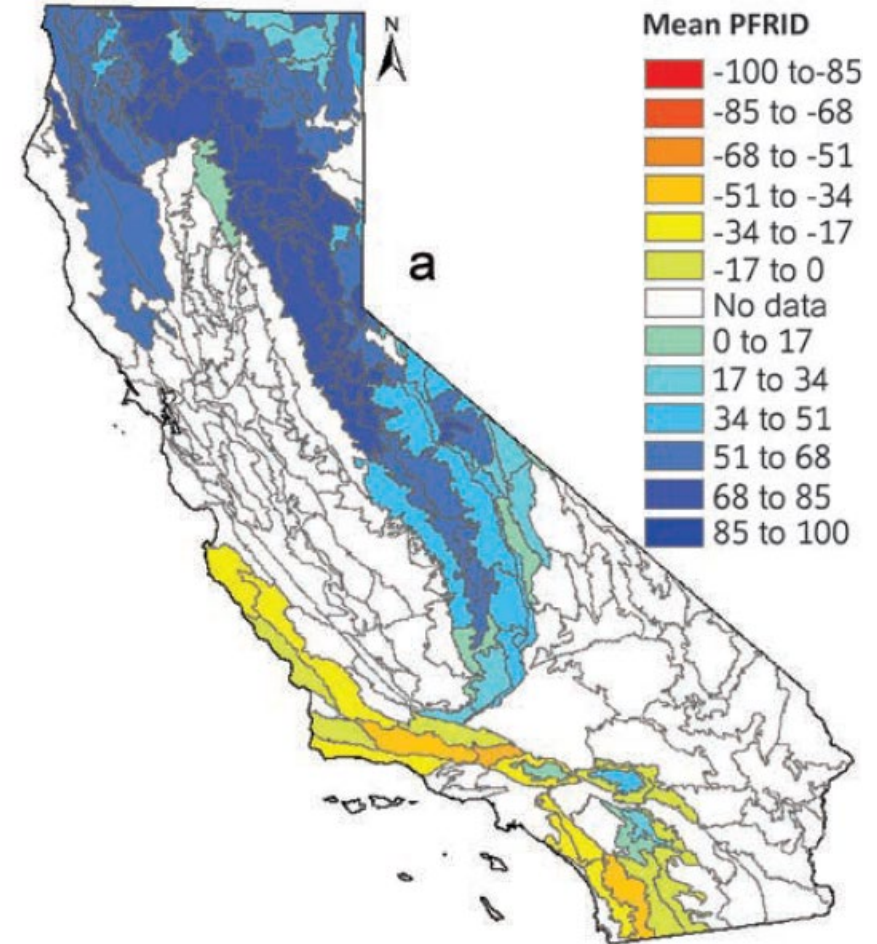 N
a
Mean PFRID
-100 to-85
-85 to -68
-68 to -51
-51 to -34
-34 to -17
-17 to 0
No data
0 to 17
17 to 34
34 to 51
51 to 68
68 to 85
85 to 100